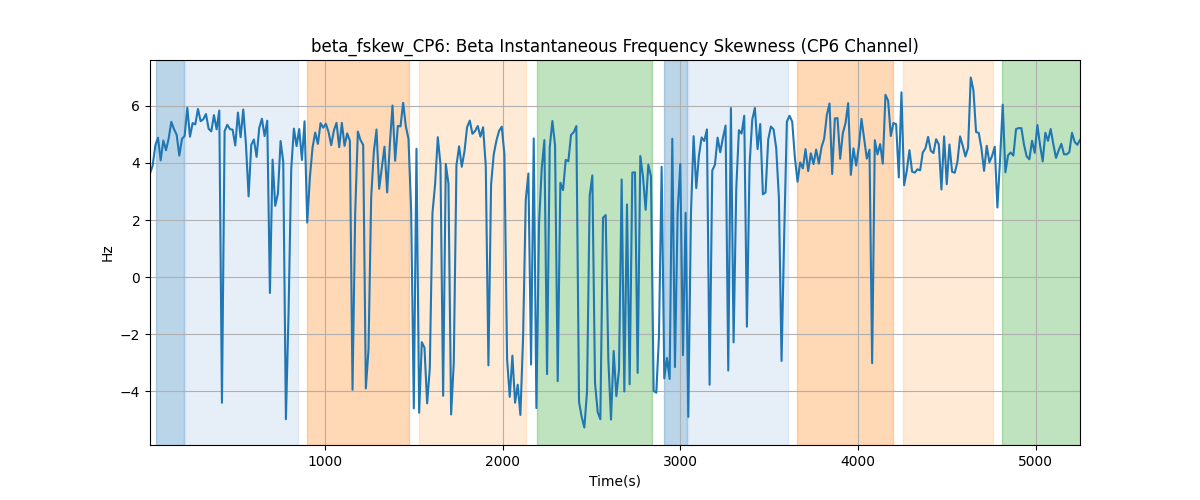 beta_fskew_CP6: Beta Instantaneous Frequency Skewness (CP6 Channel)
Hz
6
4
2
0
−2
−4
1000 2000 3000 4000 5000
Time(s)